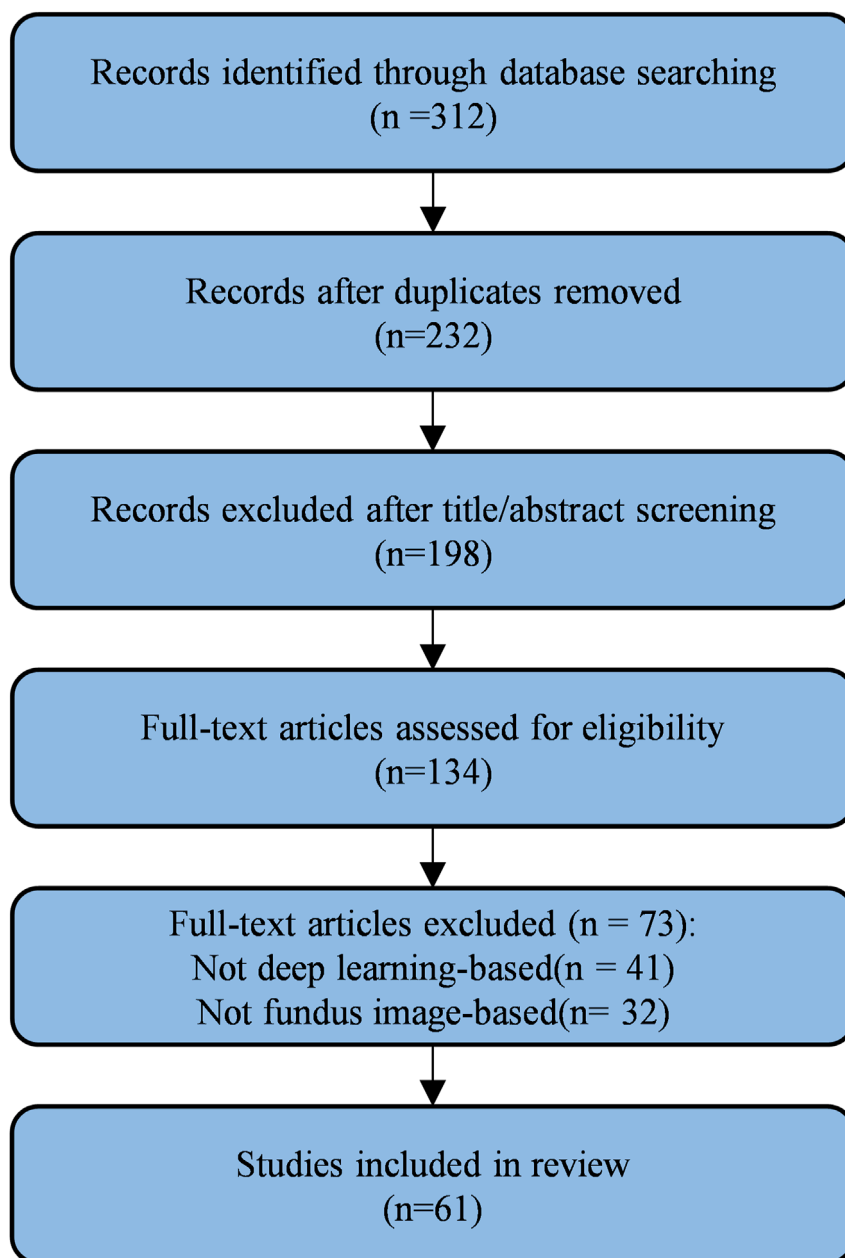 Records identified through database searching
(n =312)
Records after duplicates removed
(n=232)
Records excluded after title/abstract screening
(n=198)
Full-text articles assessed for eligibility
(n=134)
Full-text articles excluded (n = 73):
Not deep learning-based(n = 41)
Not fundus image-based(n= 32)
Studies included in review
(n=61)